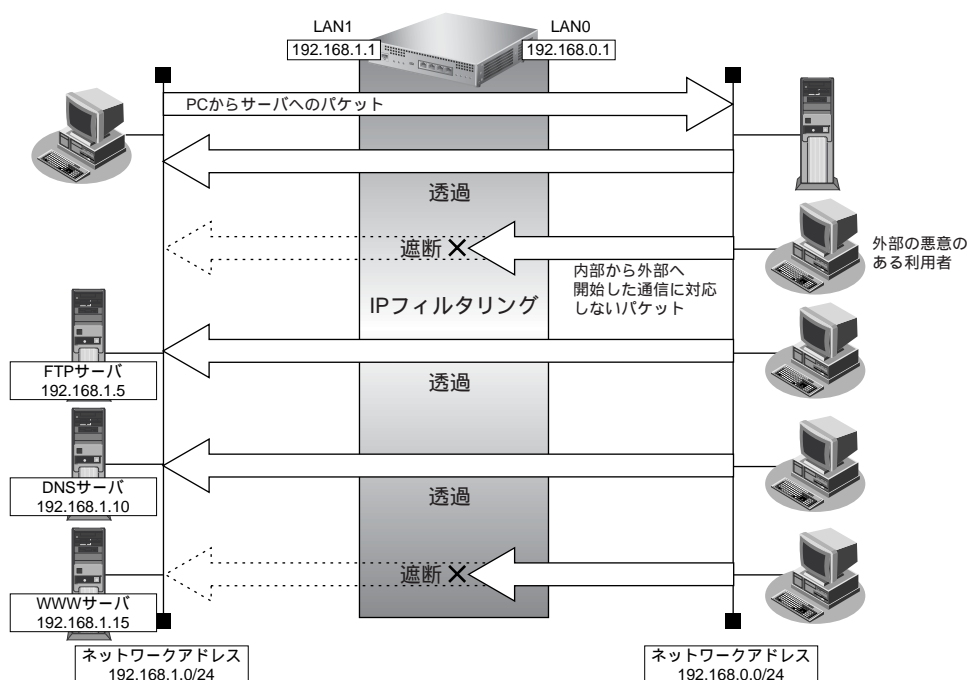 LAN1
192.168.1.1
LAN0
192.168.0.1
PCからサーバへのパケット
透過
遮断
外部の悪意の
ある利用者
内部から外部へ
開始した通信に対応
しないパケット
IPフィルタリング
FTPサーバ
192.168.1.5
透過
DNSサーバ
192.168.1.10
透過
遮断
WWWサーバ
192.168.1.15
ネットワークアドレス
192.168.1.0/24
ネットワークアドレス
192.168.0.0/24